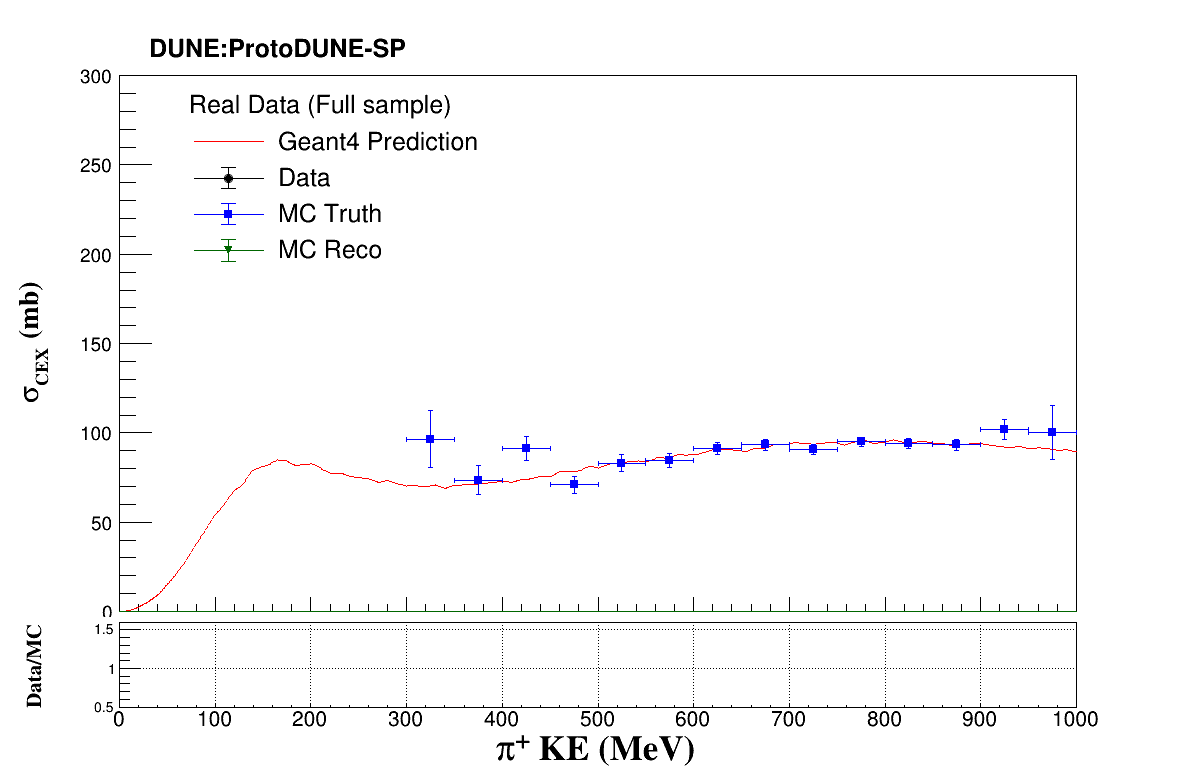 DUNE:ProtoDUNE-SP
300
250
200
150
100
50
0
σCEX (mb)
Real Data (Full sample)
Geant4 Prediction
Data
MC Truth
MC Reco
Data/MC
1.5
1
0.5
0 100 200 300 400 500 600 700 800 900 1000
π+ KE (MeV)